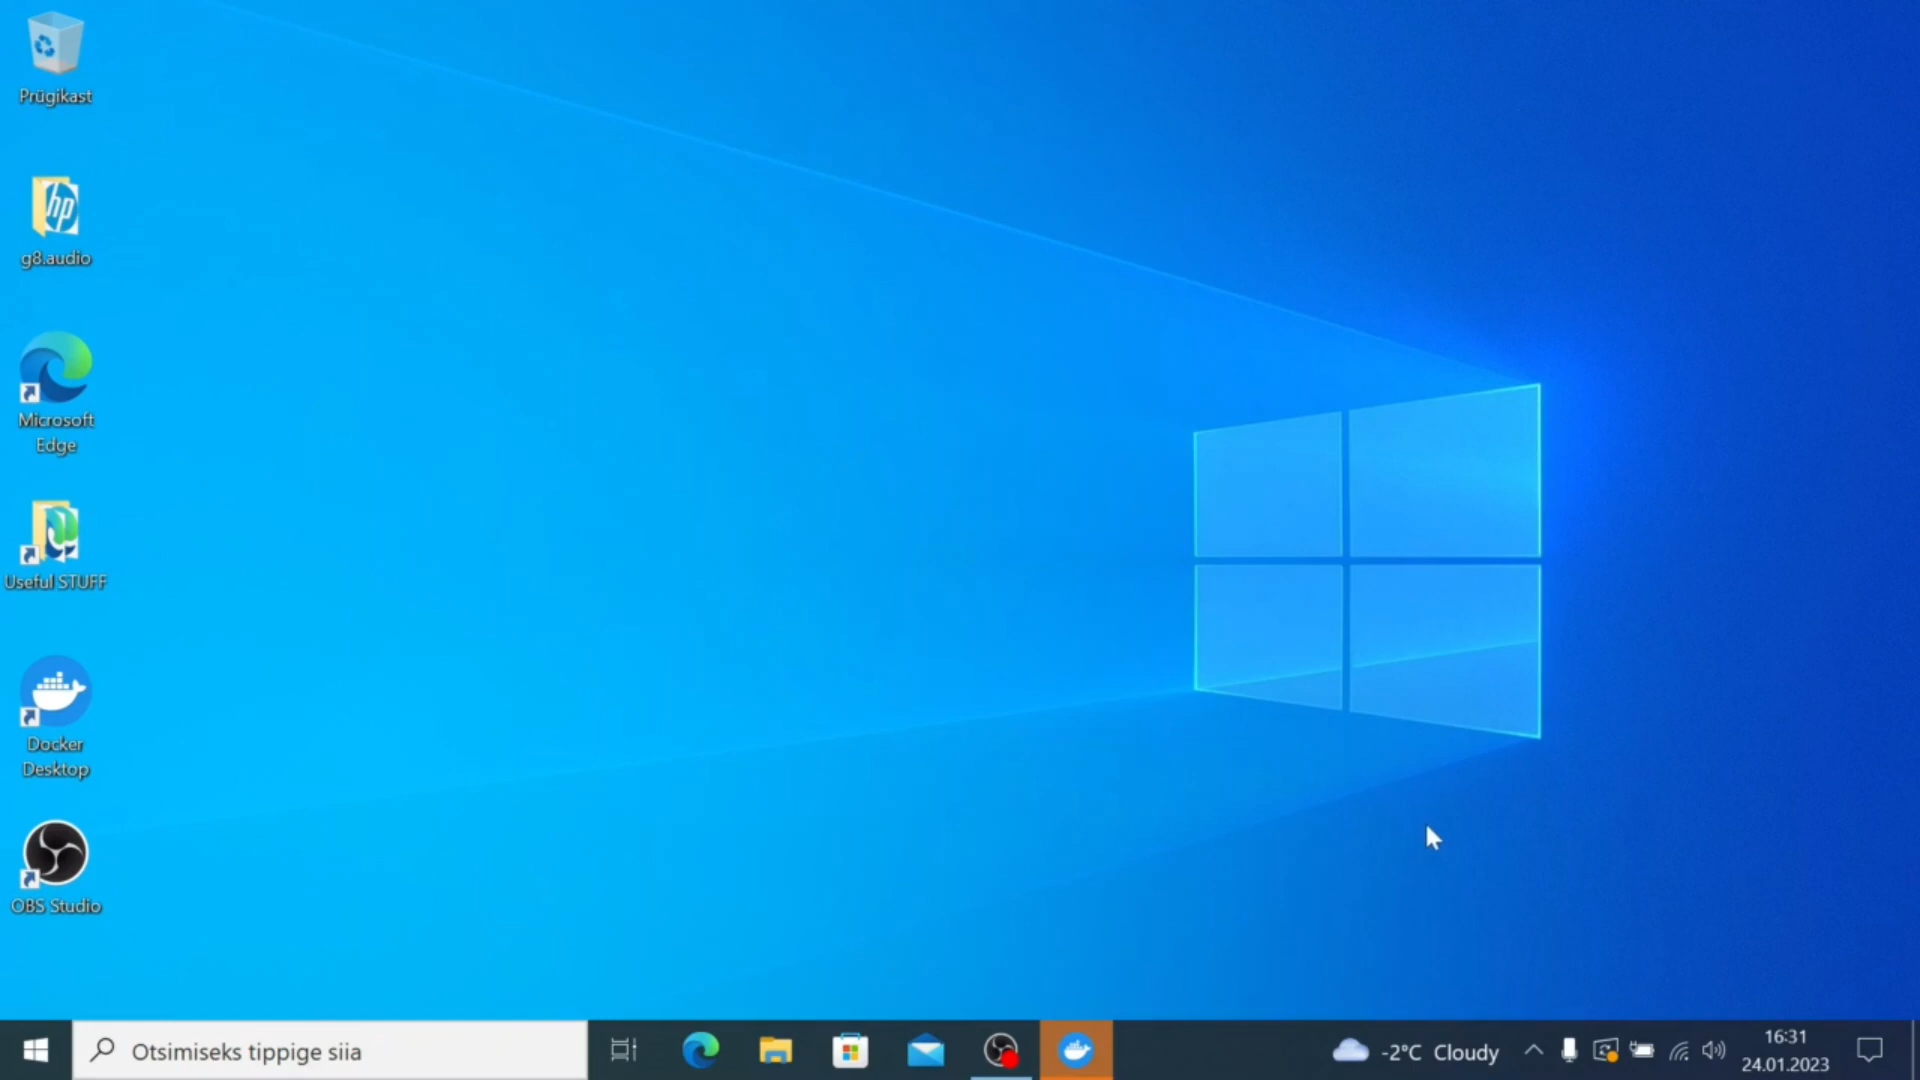 Prügikast
hp
g8.audio
Microsoft
Edge
Useful STUFF
Docker
Desktop
OBS Studio
Otsimiseks tippige siia
-2°C Cloudy
16:31
24.01.2023